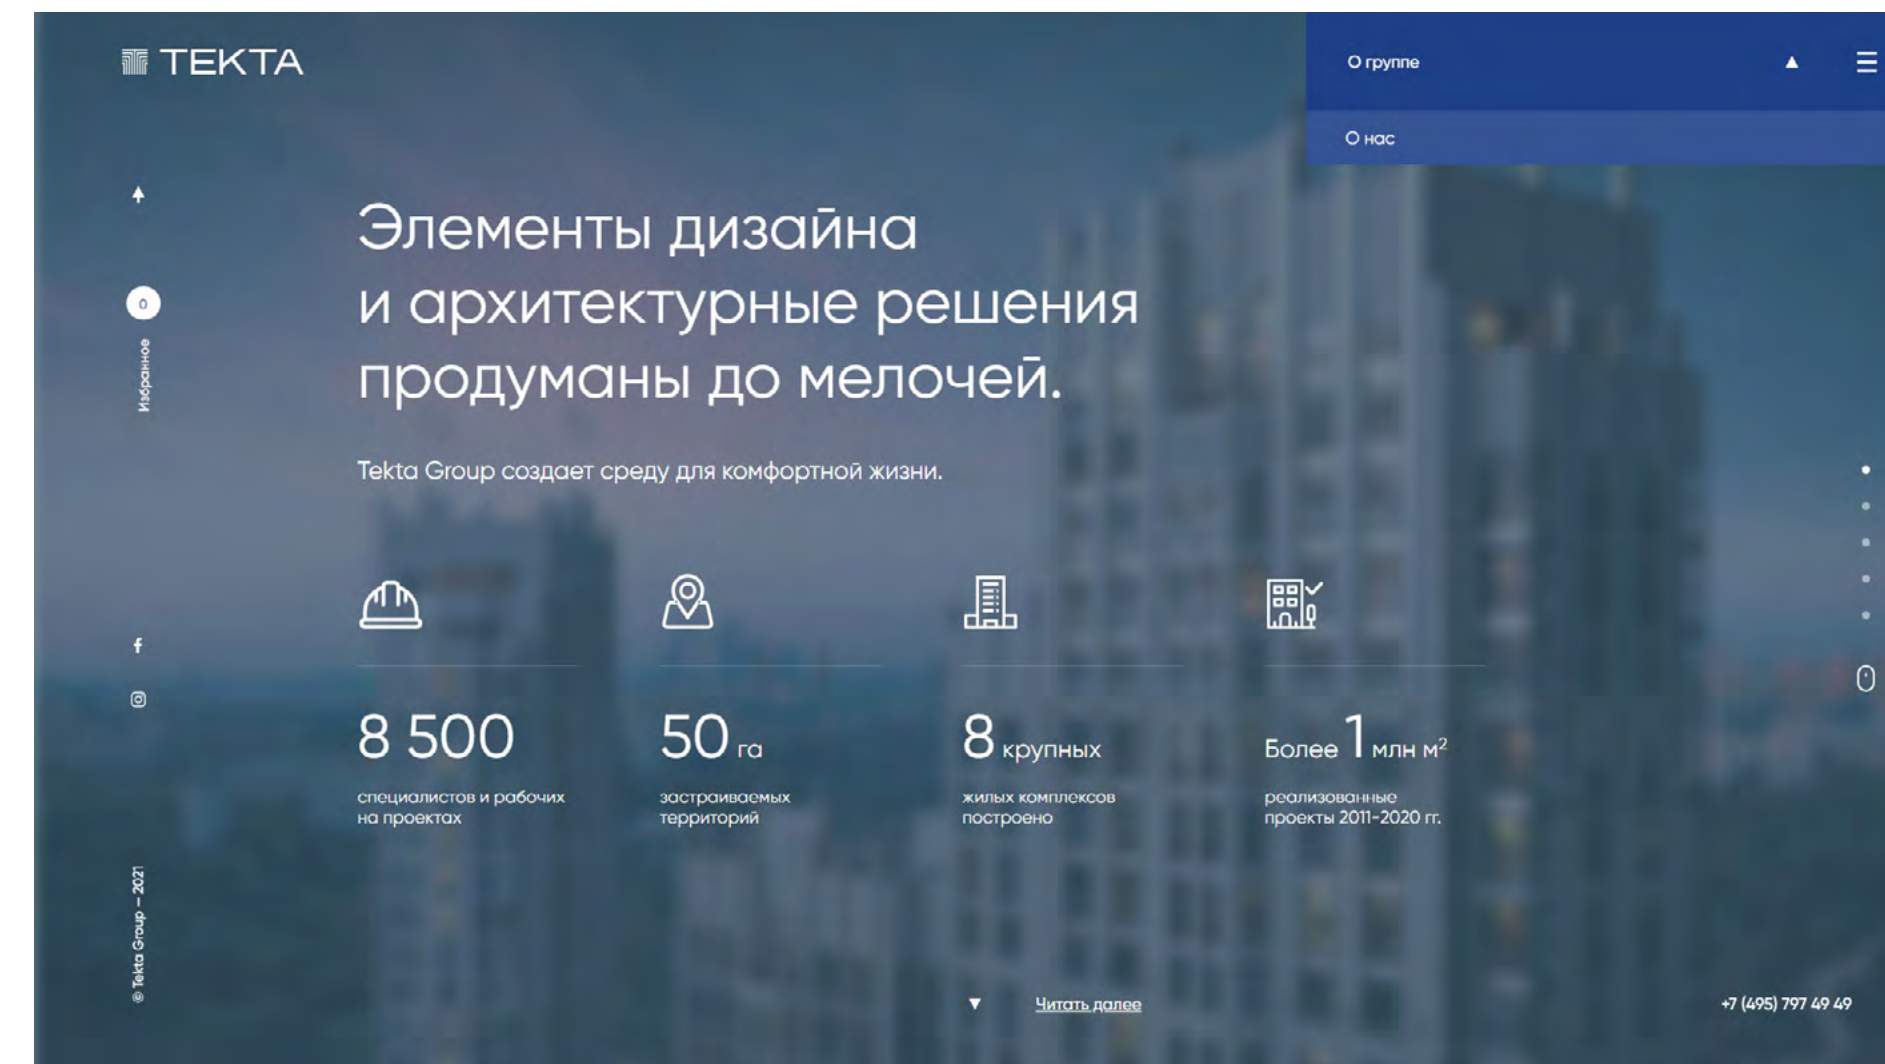 ТЕКТА
О группе
О нас
Элементы дизайна
и архитектурные решения
продуманы до мелочей.
Tekta Group создает среду для комфортной жизни.
0
Избранное
8 500
специалистов и рабочих
на проектах
50 га
застраиваемых
территорий
8 крупных
жилых комплексов
построено
Более 1 млн м²
реализованные
проекты 2011-2020 гг.
© Tekta Group – 2021
Читать далее
+7 (495) 797 49 49